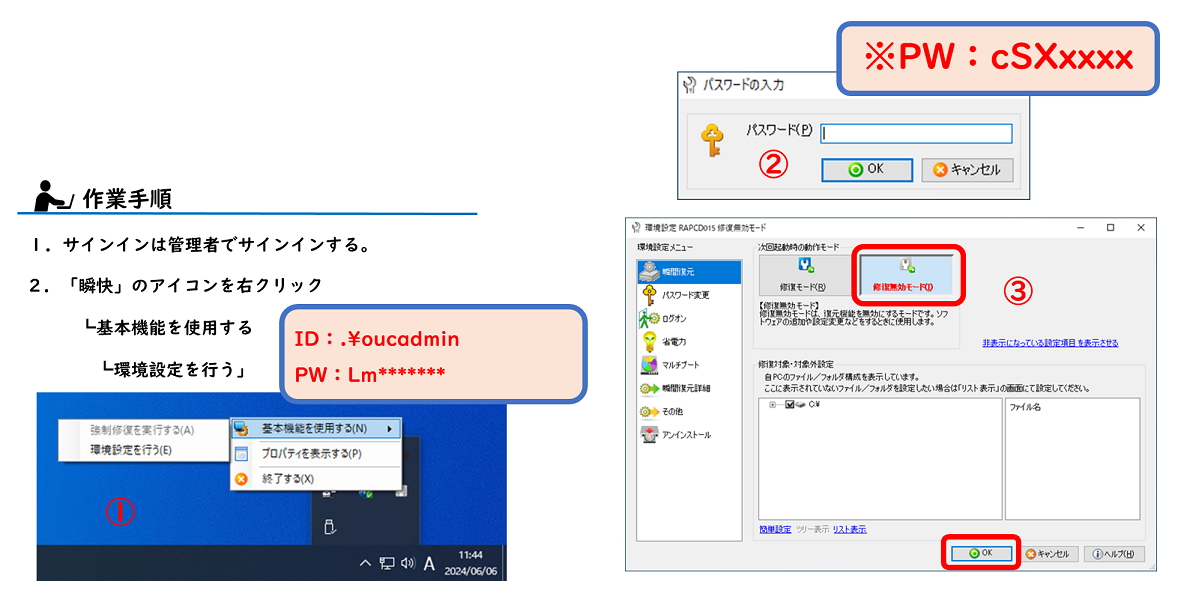 作業手順
１．サインインは管理者でサインインする。
２．「瞬快」のアイコンを右クリック
┗基本機能を使用する
┗環境設定を行う」
ID：.¥oucadmin
PW：Lm*******
強制修復を実行する(A)
環境設定を行う(E)
基本機能を使用する(N)
プロパティを表示する(P)
終了する(X)
①
A
11:44
2024/06/06
※PW：cSXxxxx
パスワードの入力
パスワード(P)
②
OK
キャンセル
環境設定 RAPCD015 修復無効モード
環境設定メニュー
瞬間復元
パスワード変更
ログオン
省電力
マルチブート
瞬間復元詳細
その他
アンインストール
次回起動時の動作モード
修復モード(R)
修復無効モード(I)
③
【修復無効モード】
修復無効モードは、復元機能を無効にするモードです。ソフ
トウェアの追加や設定変更などをするときに使用します。
非表示になっている設定項目を表示させる
修復対象・対象外設定
自PCのファイル／フォルダ構成を表示しています。
ここに表示されていないファイル／フォルダを設定したい場合は「リスト表示」の画面にて設定してください。
C:¥
ファイル名
簡単設定 ツリー表示 リスト表示
OK
キャンセル
ヘルプ(H)